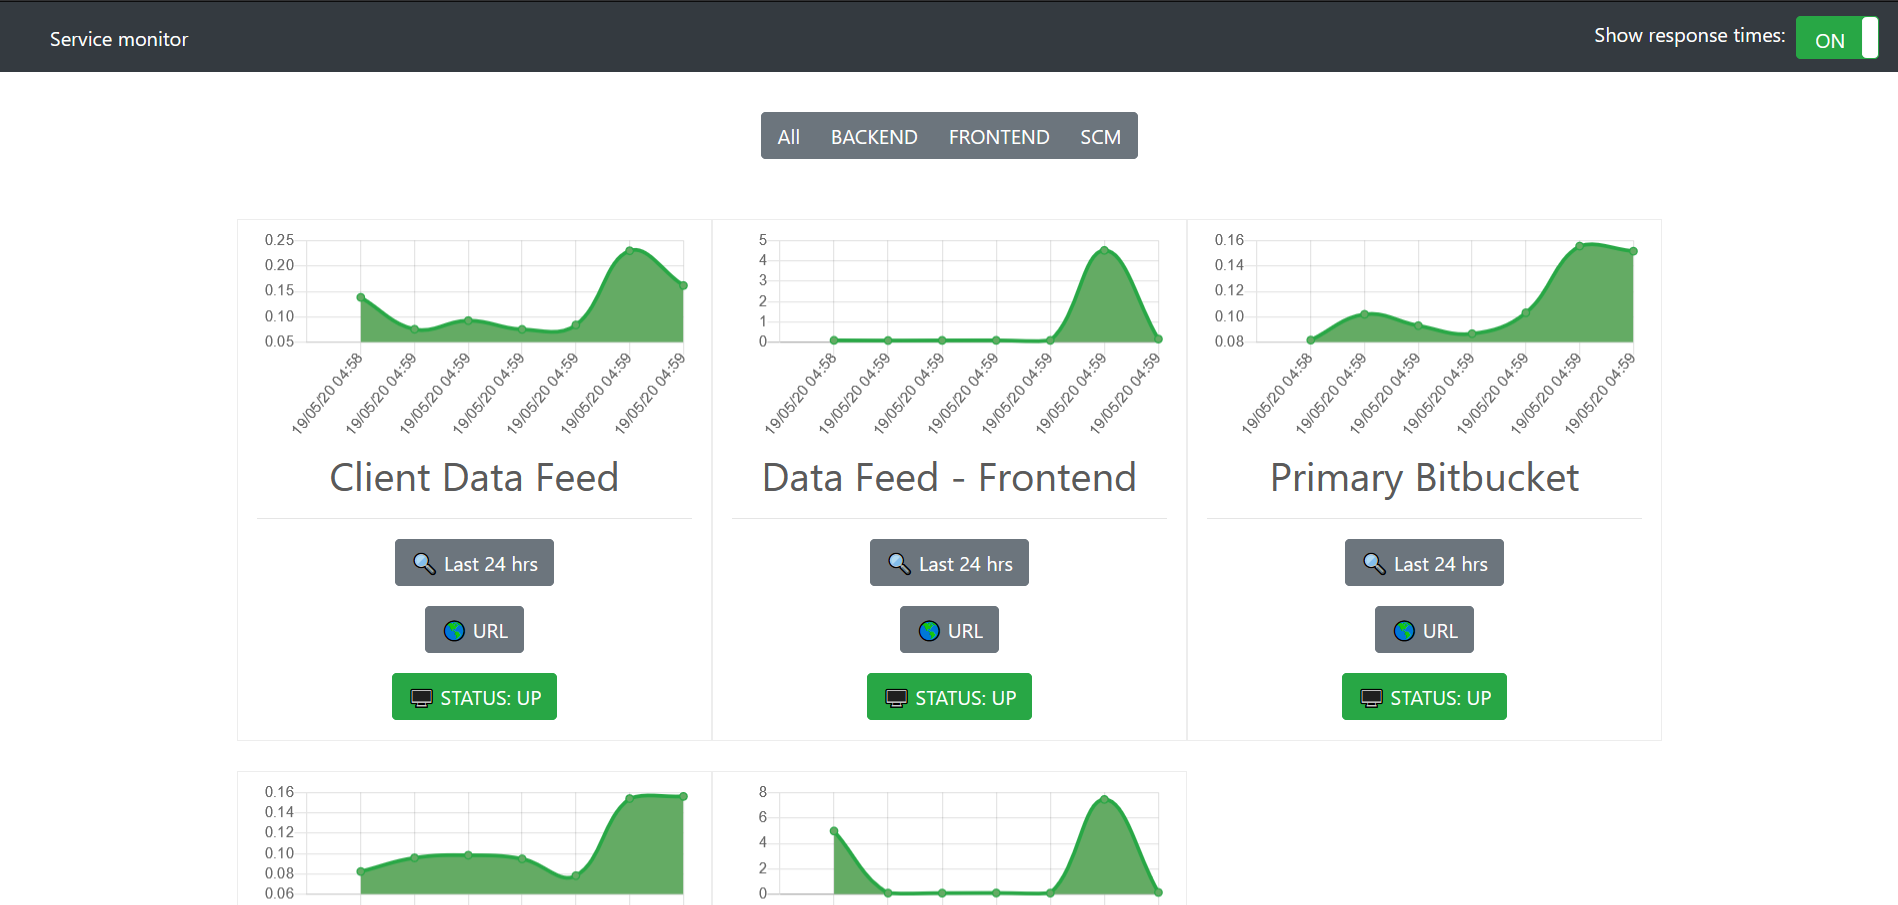 Service monitor
Show response times: ON
All BACKEND FRONTEND SCM
0.25
0.20
0.15
0.10
0.05
19/05/20 04:58 19/05/20 04:59 19/05/20 04:59 19/05/20 04:59 19/05/20 04:59 19/05/20 04:59 19/05/20 04:59
Client Data Feed
Last 24 hrs
URL
STATUS: UP
5
4
3
2
1
0
19/05/20 04:58 19/05/20 04:59 19/05/20 04:59 19/05/20 04:59 19/05/20 04:59 19/05/20 04:59 19/05/20 04:59
Data Feed - Frontend
Last 24 hrs
URL
STATUS: UP
0.16
0.14
0.12
0.10
0.08
19/05/20 04:58 19/05/20 04:59 19/05/20 04:59 19/05/20 04:59 19/05/20 04:59 19/05/20 04:59 19/05/20 04:59
Primary Bitbucket
Last 24 hrs
URL
STATUS: UP
0.16
0.14
0.12
0.10
0.08
0.06
8
6
4
2
0